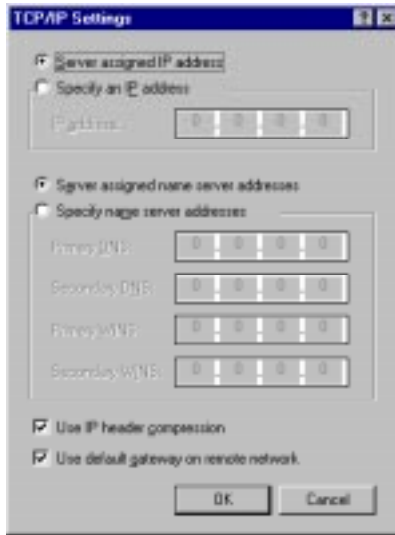 TCP/IP Settings
Server assigned IP address
Specify an IP address
IP address:
0 . 0 . 0 . 0
Server assigned name server addresses
Specify name server addresses
Primary DNS:
0 . 0 . 0 . 0
Secondary DNS:
0 . 0 . 0 . 0
Primary WINS:
0 . 0 . 0 . 0
Secondary WINS:
0 . 0 . 0 . 0
Use IP header compression
Use default gateway on remote network
OK
Cancel